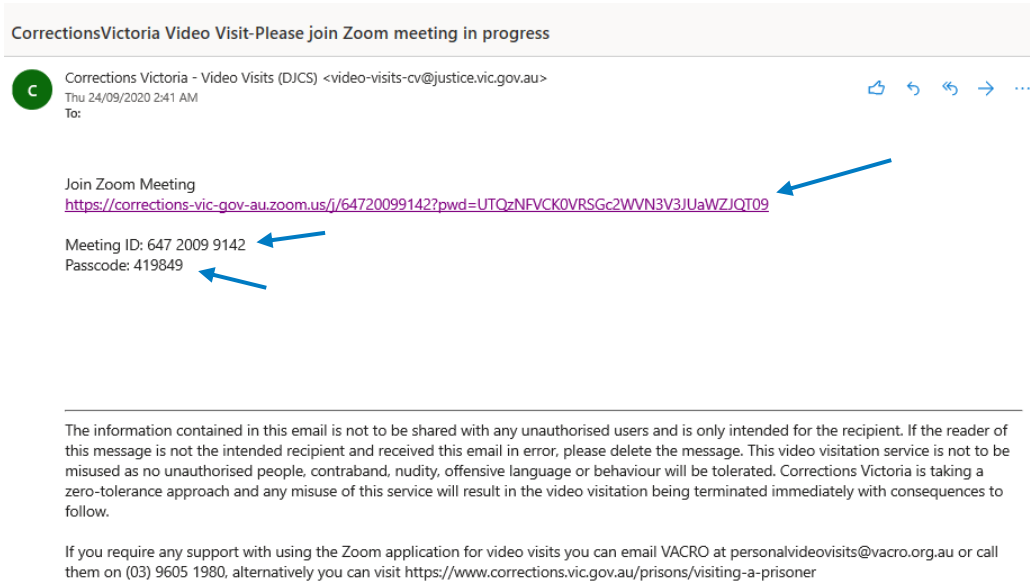 CorrectionsVictoria Video Visit-Please join Zoom meeting in progress
C
Corrections Victoria - Video Visits (DJCS) <video-visits-cv@justice.vic.gov.au>
Thu 24/09/2020 2:41 AM
To:
Join Zoom Meeting
https://corrections-vic-gov-au.zoom.us/j/64720099142?pwd=UTQzNFVCK0VRSGc2WVN3V3JUaWZJQT09
Meeting ID: 647 2009 9142
Passcode: 419849
The information contained in this email is not to be shared with any unauthorised users and is only intended for the recipient. If the reader of
this message is not the intended recipient and received this email in error, please delete the message. This video visitation service is not to be
misused as no unauthorised people, contraband, nudity, offensive language or behaviour will be tolerated. Corrections Victoria is taking a
zero-tolerance approach and any misuse of this service will result in the video visitation being terminated immediately with consequences to
follow.
If you require any support with using the Zoom application for video visits you can email VACRO at personalvideovisits@vacro.org.au or call
them on (03) 9605 1980, alternatively you can visit https://www.corrections.vic.gov.au/prisons/visiting-a-prisoner